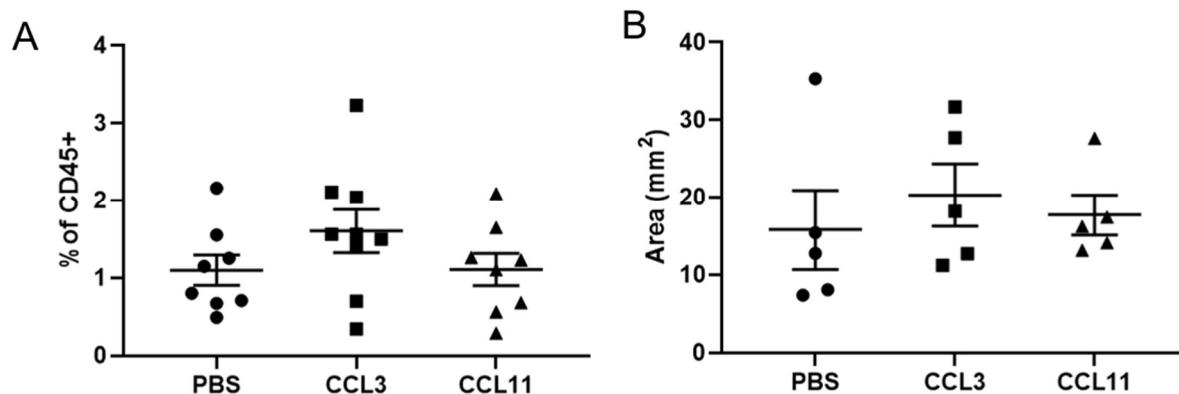 A
% of CD45+
4
3
2
1
0
PBS CCL3 CCL11
B
Area (mm²)
40
30
20
10
0
PBS CCL3 CCL11